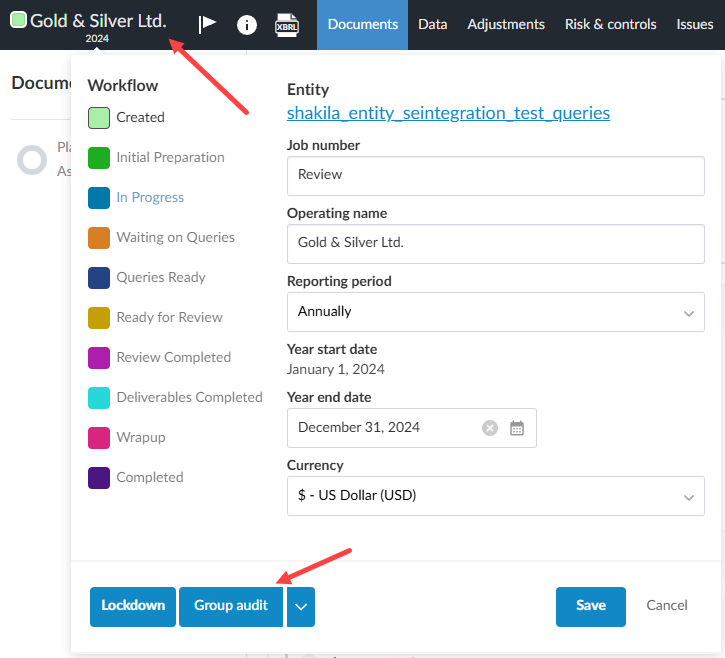 Gold & Silver Ltd.
2024
XBRL
Documents
Data
Adjustments
Risk & controls
Issues
Docum
Pl
As
Workflow
Created
Initial Preparation
In Progress
Waiting on Queries
Queries Ready
Ready for Review
Review Completed
Deliverables Completed
Wrapup
Completed
Entity
shakila_entity_seintegration_test_queries
Job number
Review
Operating name
Gold & Silver Ltd.
Reporting period
Annually
Year start date
January 1, 2024
Year end date
December 31, 2024
Currency
$ - US Dollar (USD)
Lockdown
Group audit
Save
Cancel